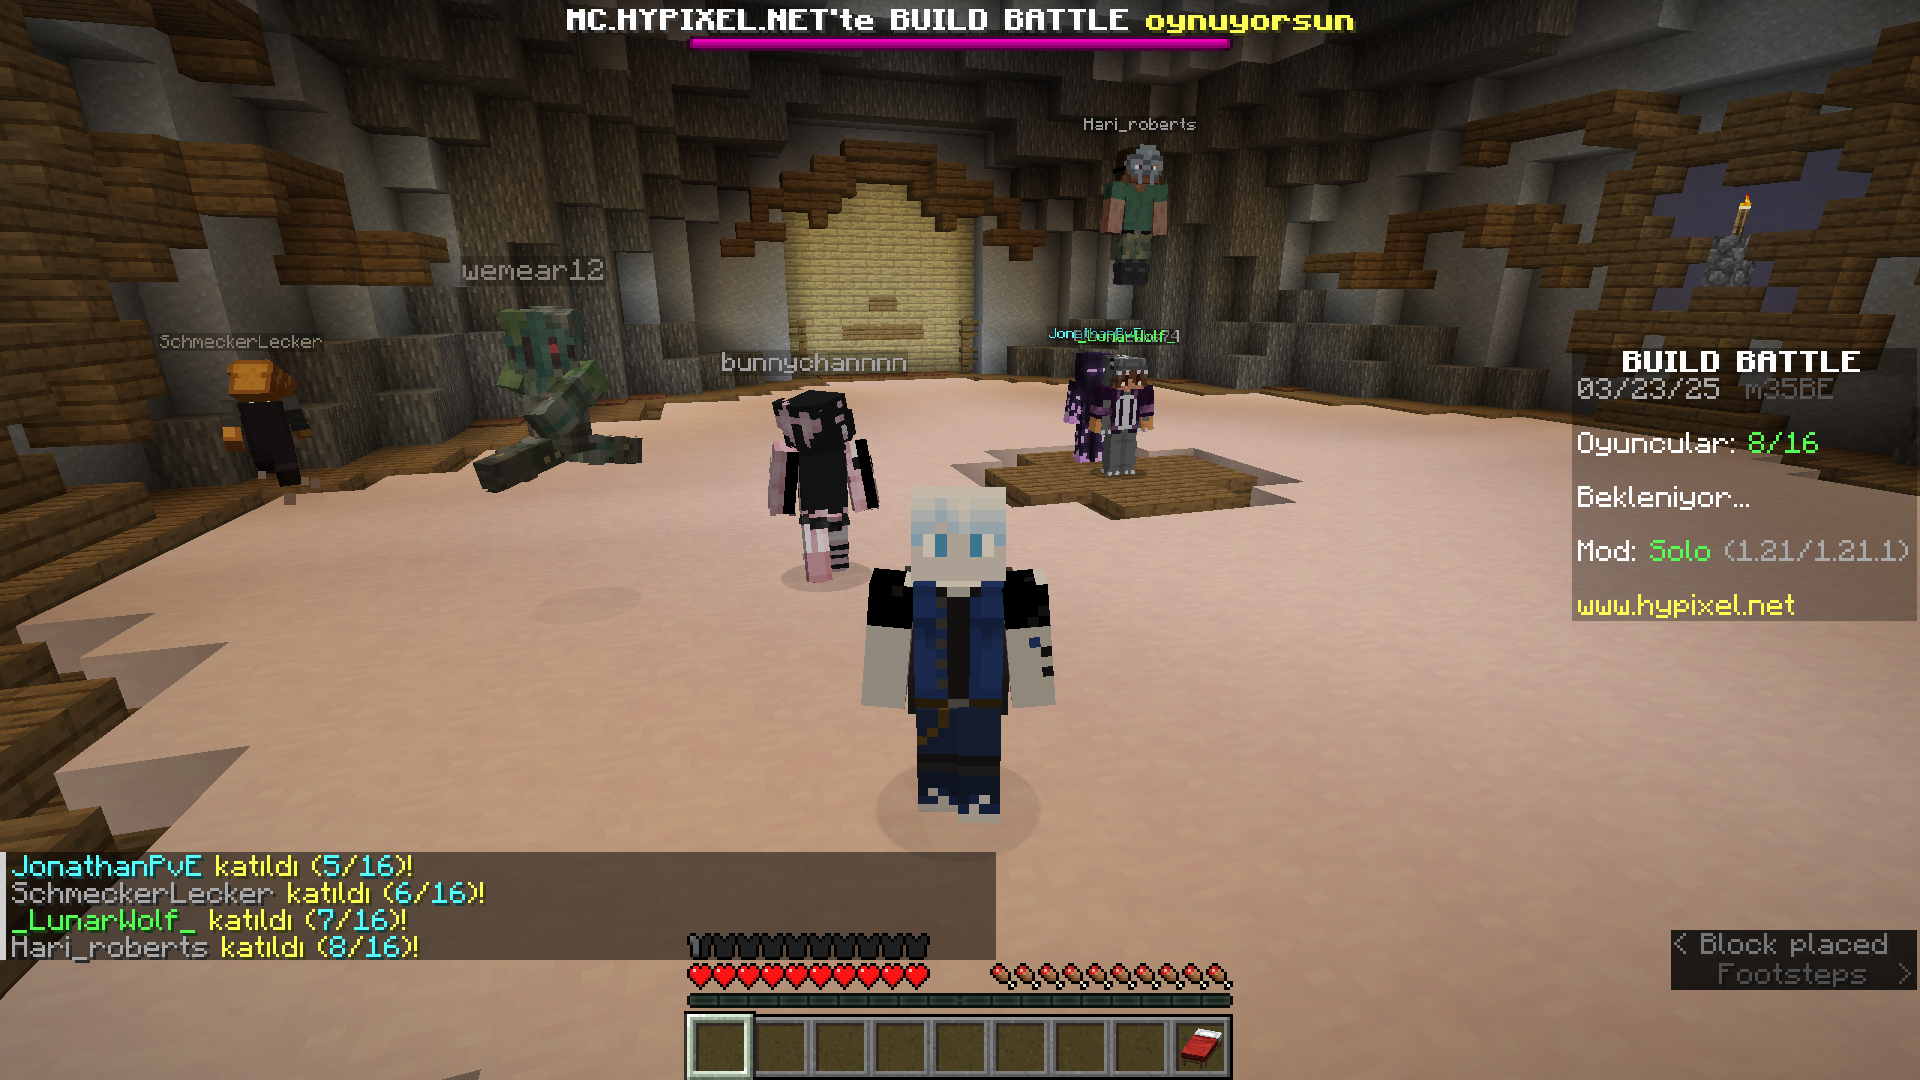 MC.HYPIXEL.NET'te BUILD BATTLE oynuyorsun
Hari_roberts
wemear12
SchmeckerLecker
bunnychannnn
_LunarWolf_
BUILD BATTLE
03/23/25 m35BE
Oyuncular: 8/16
Bekleniyor...
Mod: Solo (1.21/1.21.1)
www.hypixel.net
JonathanPvE katıldı (5/16)!
SchmeckerLecker katıldı (6/16)!
_LunarWolf_ katıldı (7/16)!
Hari_roberts katıldı (8/16)!
< Block placed
Footsteps >